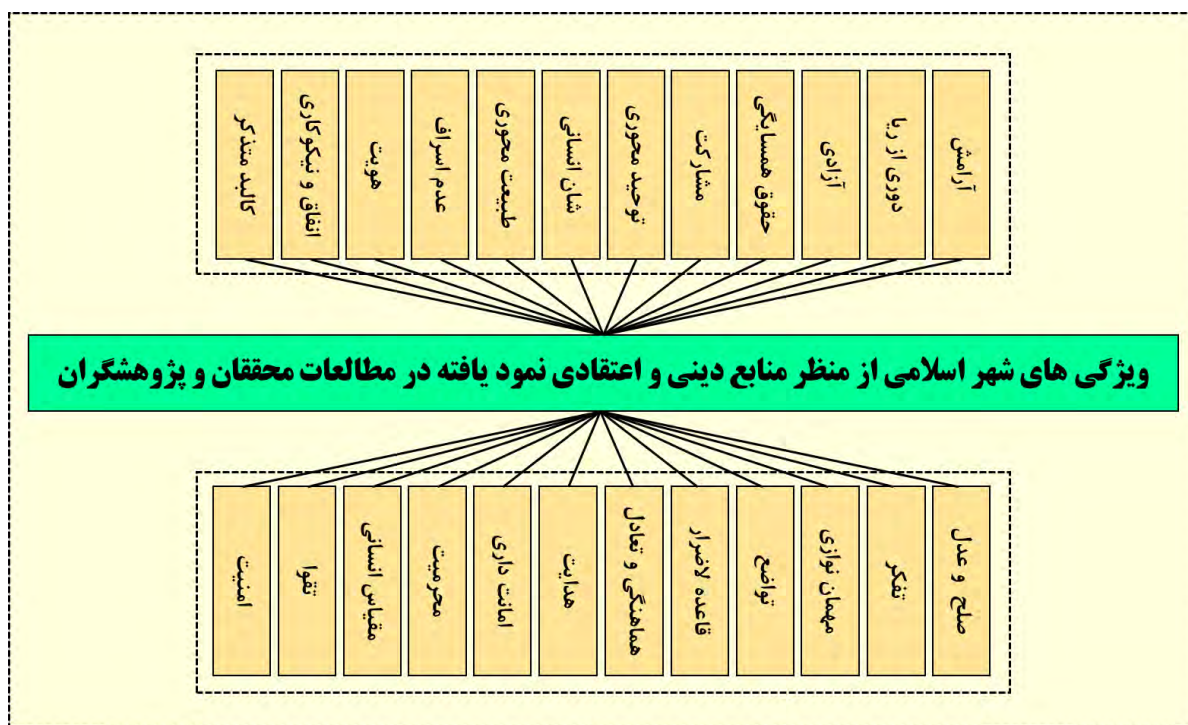 آرامش
دوری از ریا
آزادی
حقوق همسایگی
مشارکت
توحید محوری
شان انسانی
طبیعت محوری
عدم اسراف
هویت
انفاق و نیکوکاری
کالبد متذکر
ویژگی های شهر اسلامی از منظر منابع دینی و اعتقادی نمود یافته در مطالعات محققان و پژوهشگران
صلح و عدل
تفکر
مهمان نوازی
تواضع
قاعده لاضرار
هماهنگی و تعادل
هدایت
امانت داری
محرمیت
مقیاس انسانی
تقوا
امنیت